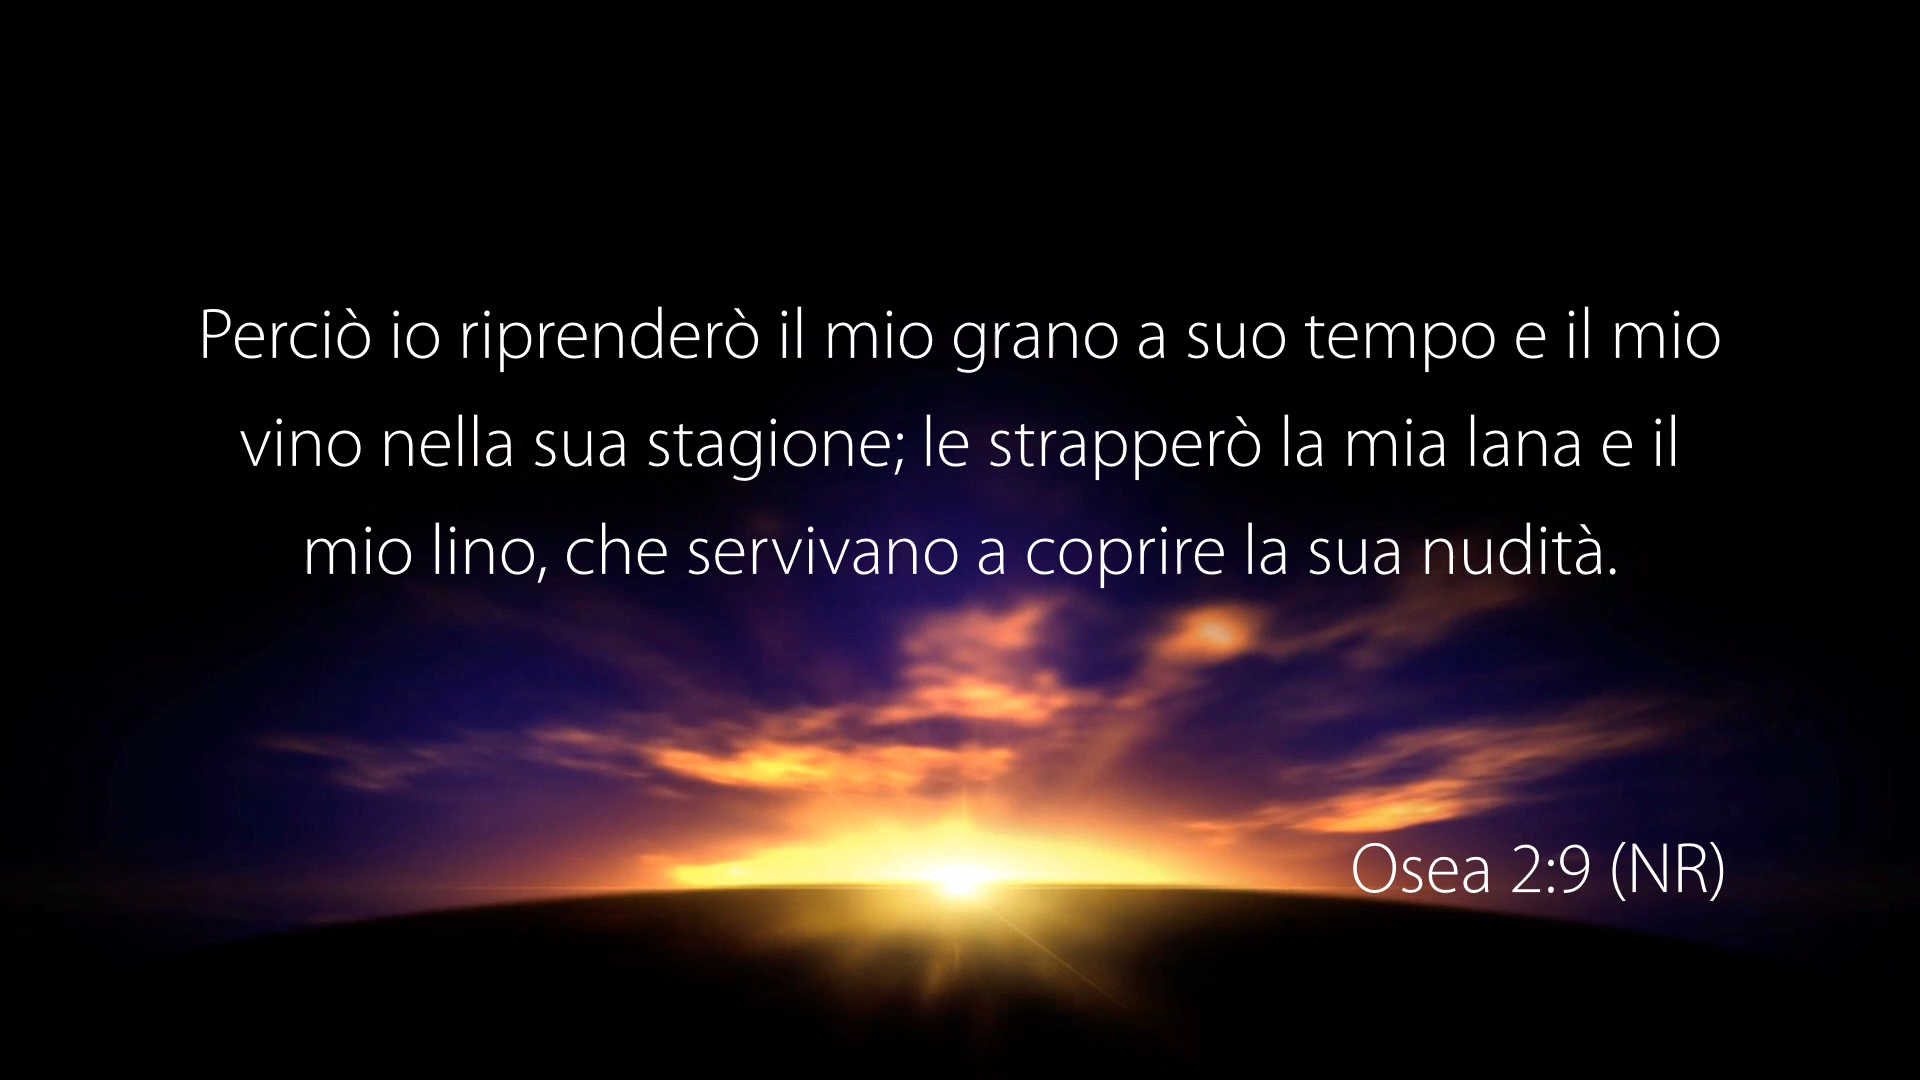 Perciò io riprenderò il mio grano a suo tempo e il mio
vino nella sua stagione; le strapperò la mia lana e il
mio lino, che servivano a coprire la sua nudità.
Osea 2:9 (NR)